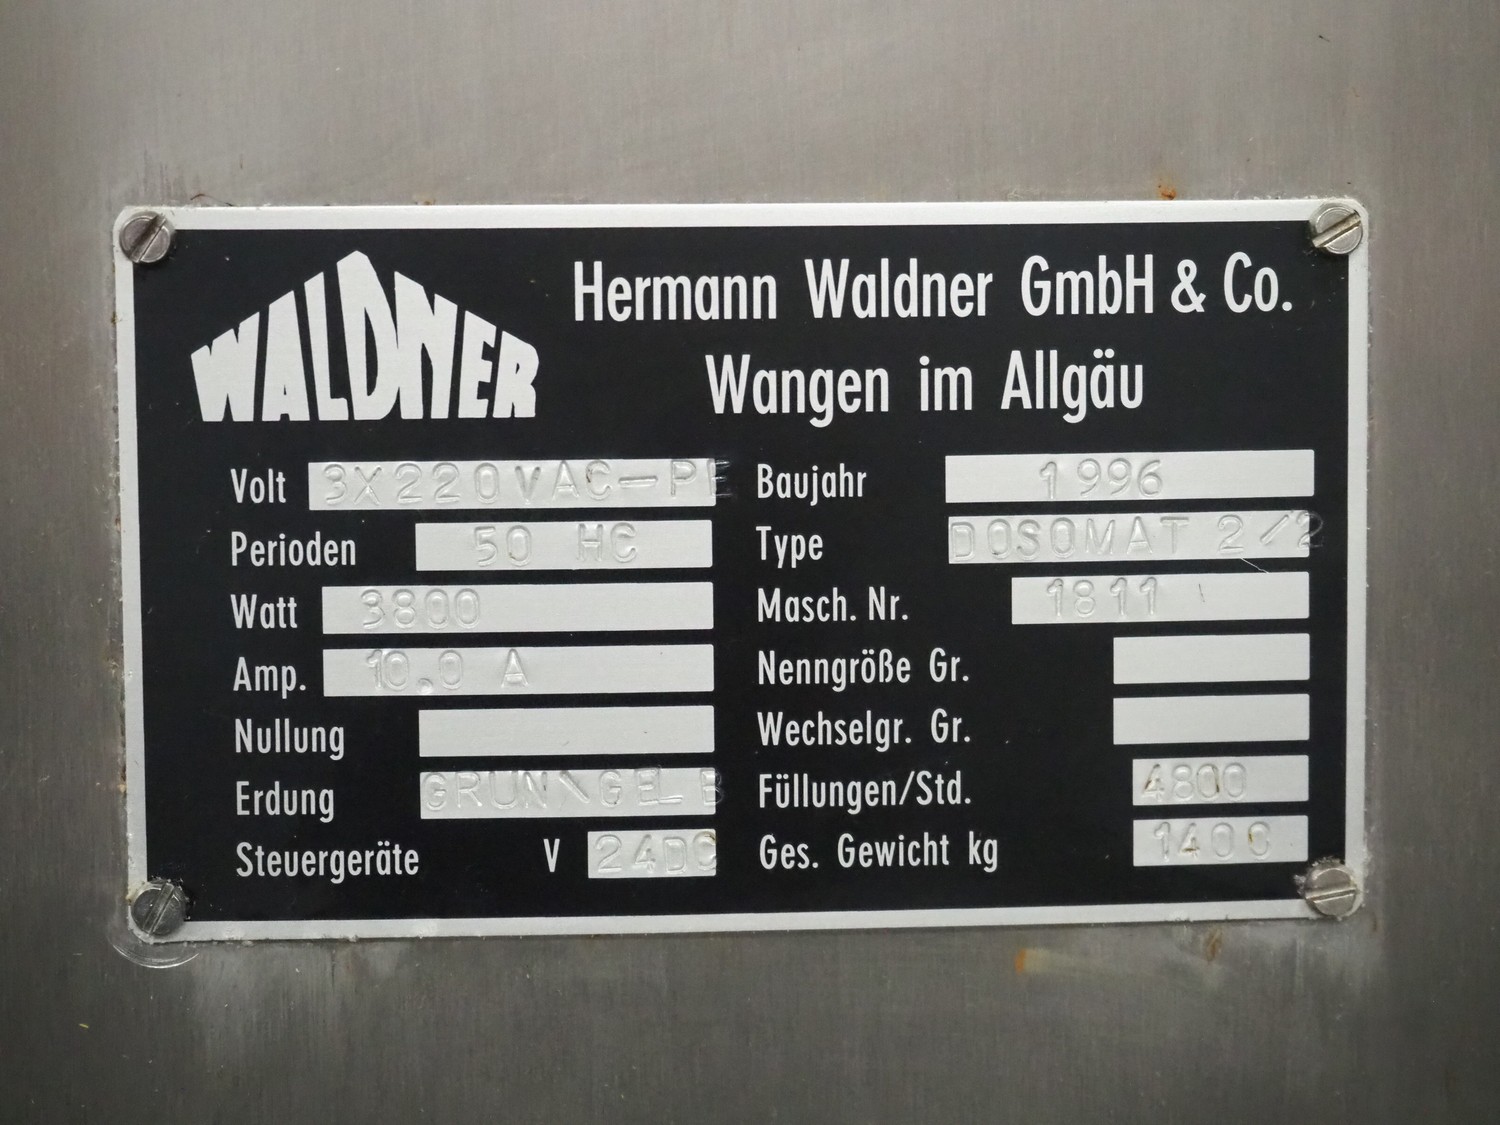 WALDNER
Hermann Waldner GmbH & Co.
Wangen im Allgäu
Volt 3X220VAC-PE
Perioden 50 HC
Watt 3800
Amp. 10.0 A
Nullung
Erdung GRUN\GELB
Steuergeräte V 24DC
Baujahr 1996
Type DOSOMAT 2/2
Masch. Nr. 1811
Nenngröße Gr.
Wechselgr. Gr.
Füllungen/Std. 4800
Ges. Gewicht kg 1400